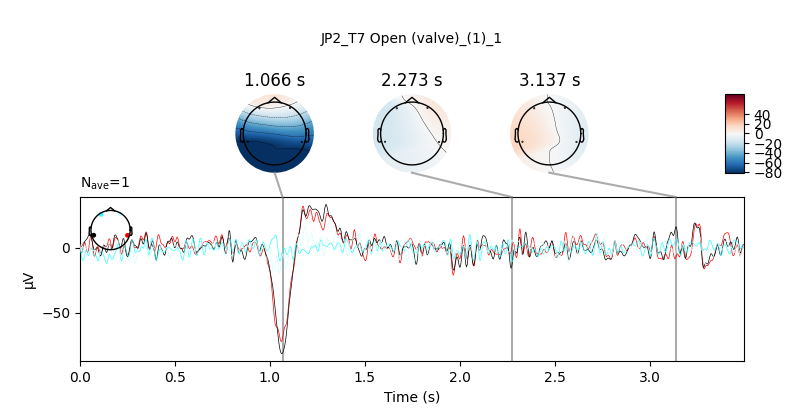 JP2_T7 Open (valve)_(1)_1
1.066 s
2.273 s
3.137 s
40
20
0
−20
−40
−60
−80
Nave=1
0
−50
µV
0.0 0.5 1.0 1.5 2.0 2.5 3.0
Time (s)